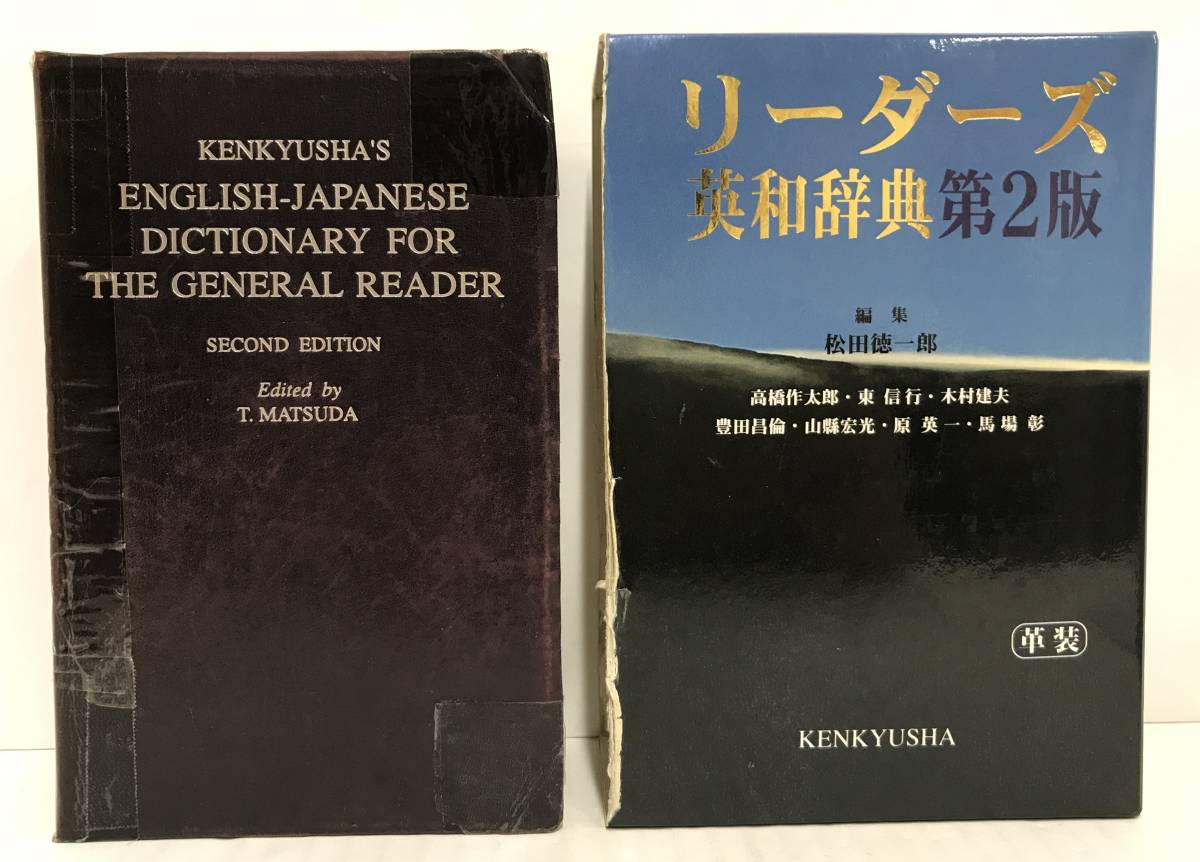 KENKYUSHA'S
ENGLISH-JAPANESE
DICTIONARY FOR
THE GENERAL READER
SECOND EDITION
Edited by
T. MATSUDA
リーダーズ
英和辞典第2版
編集
松田徳一郎
高橋作太郎・東 信行・木村建夫
豊田昌倫・山縣宏光・原 英一・馬場 彰
革装
KENKYUSHA